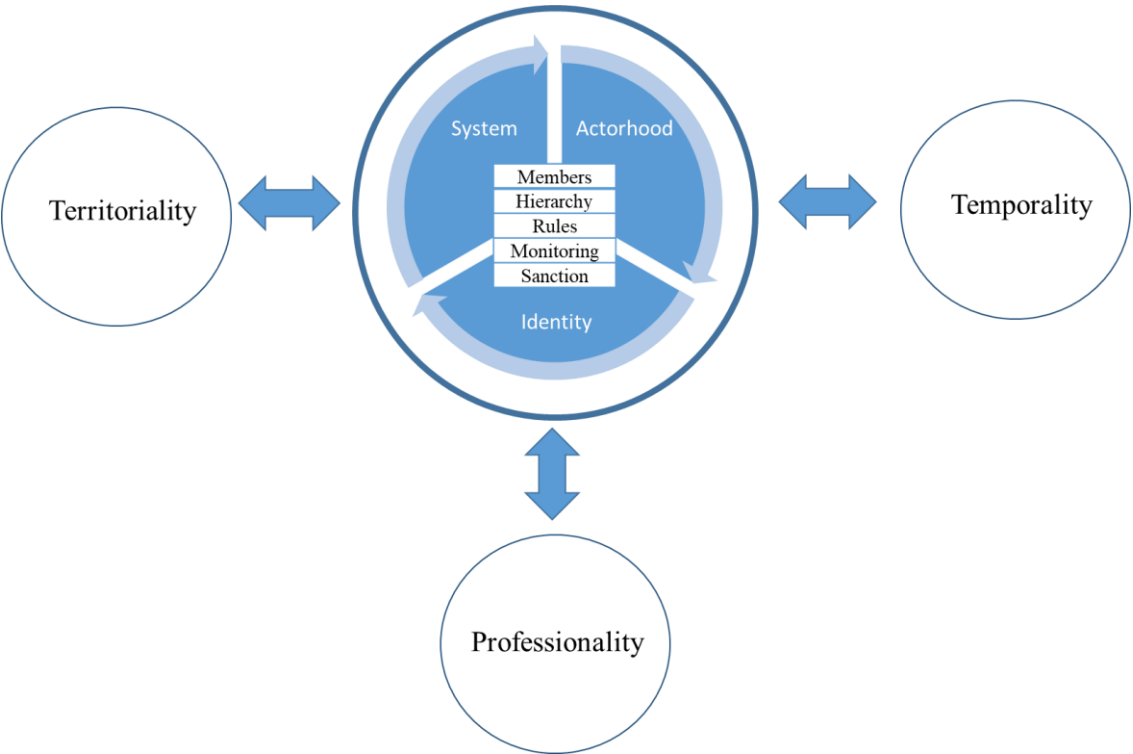 System
Actorhood
Members
Hierarchy
Rules
Monitoring
Sanction
Identity
Territoriality
Temporality
Professionality